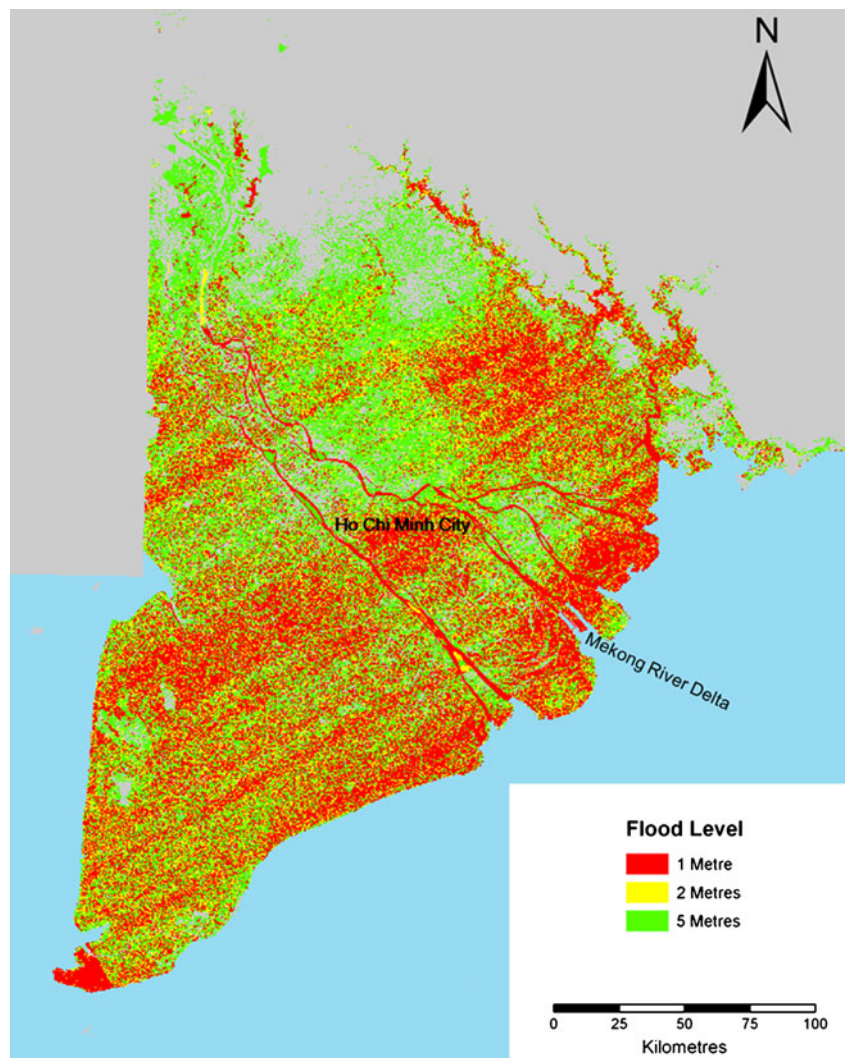 N
Ho Chi Minh City
Mekong River Delta
Flood Level
1 Metre
2 Metres
5 Metres
0 25 50 75 100
Kilometres